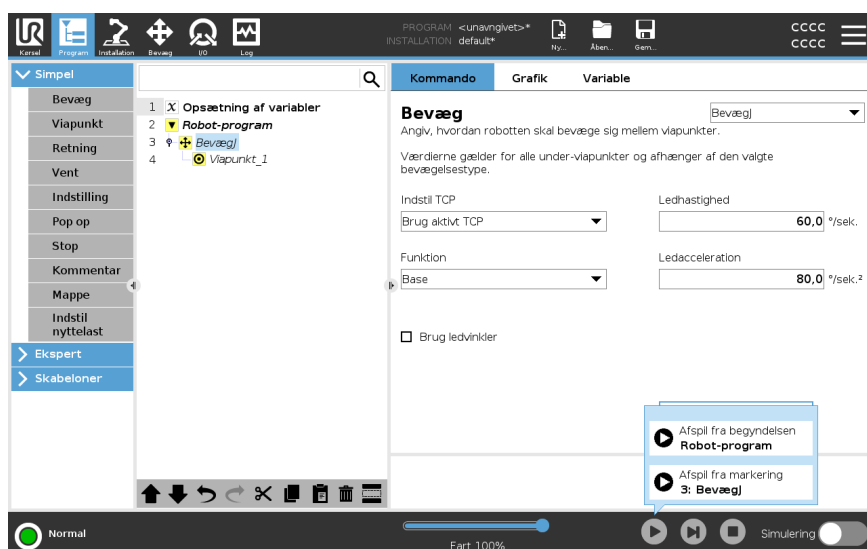 PROGRAM <unavngivet>*
INSTALLATION default*
Kørsel
Program
Installation
Bevæg
I/O
Log
Ny...
Åben...
Gem...
cccc
cccc
Simpel
Bevæg
Viapunkt
Retning
Vent
Indstilling
Pop op
Stop
Kommentar
Mappe
Indstil
nyttelast
Ekspert
Skabeloner
1 X Opsætning af variabler
2 Robot-program
3 BevægJ
4 Viapunkt_1
Kommando Grafik Variable
Bevæg
BevægJ
Angiv, hvordan robotten skal bevæge sig mellem viapunkter.
Værdierne gælder for alle under-viapunkter og afhænger af den valgte
bevægelsestype.
Indstil TCP
Ledhastighed
Brug aktivt TCP
60,0 °/sek.
Funktion
Ledacceleration
Base
80,0 °/sek.²
Brug ledvinkler
Afspil fra begyndelsen
Robot-program
Afspil fra markering
3: BevægJ
Normal
Fart 100%
Simulering